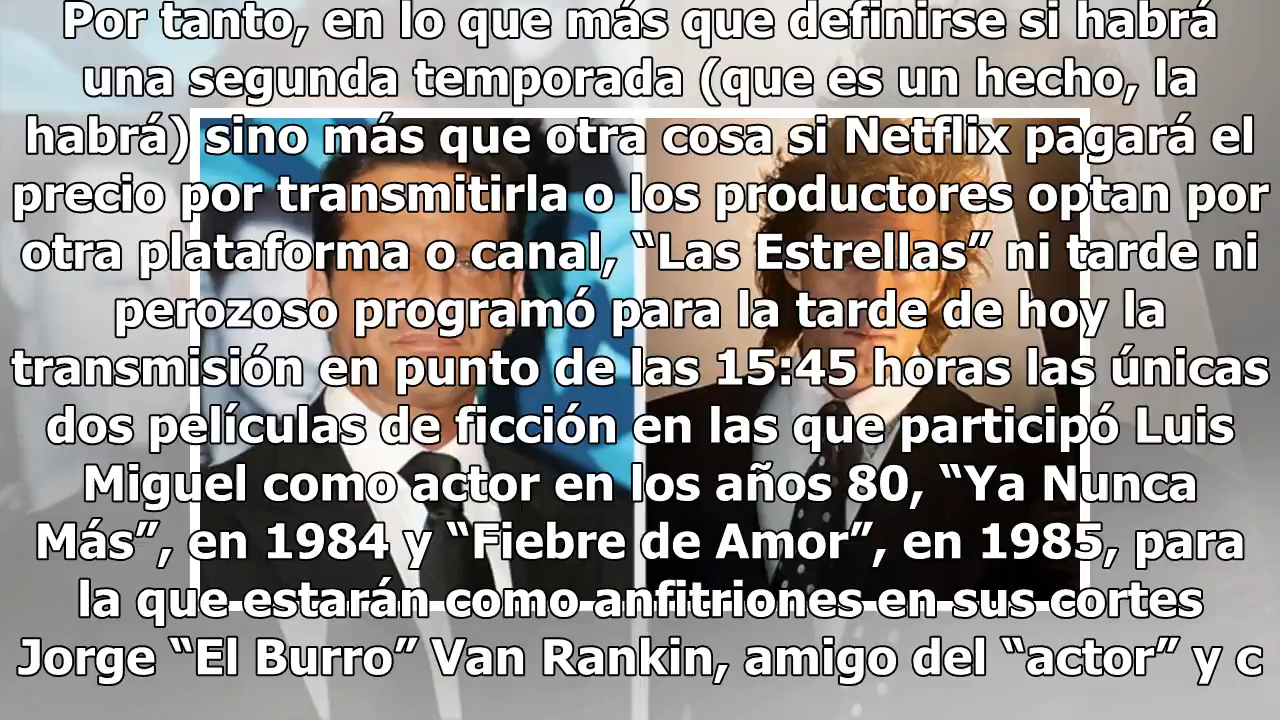 Por tanto, en lo que más que definirse si habrá
una segunda temporada (que es un hecho, la
habrá) sino más que otra cosa si Netflix pagará el
precio por transmitirla o los productores optan por
otra plataforma o canal, “Las Estrellas” ni tarde ni
perozoso programó para la tarde de hoy la
transmisión en punto de las 15:45 horas las únicas
dos películas de ficción en las que participó Luis
Miguel como actor en los años 80, “Ya Nunca
Más”, en 1984 y “Fiebre de Amor”, en 1985, para
la que estarán como anfitriones en sus cortes
Jorge “El Burro” Van Rankin, amigo del “actor” y c